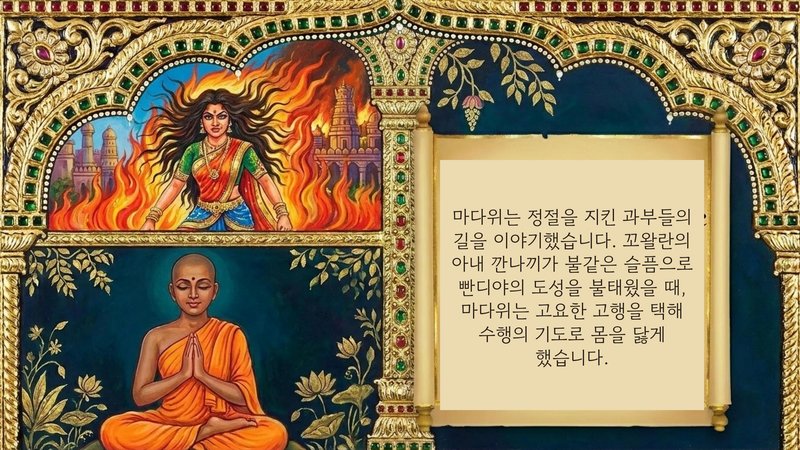 마다위는 정절을 지킨 과부들의
길을 이야기했습니다. 꼬왈란의
아내 깐나끼가 불같은 슬픔으로
빤디야의 도성을 불태웠을 때,
마다위는 고요한 고행을 택해
수행의 기도로 몸을 닳게
했습니다.